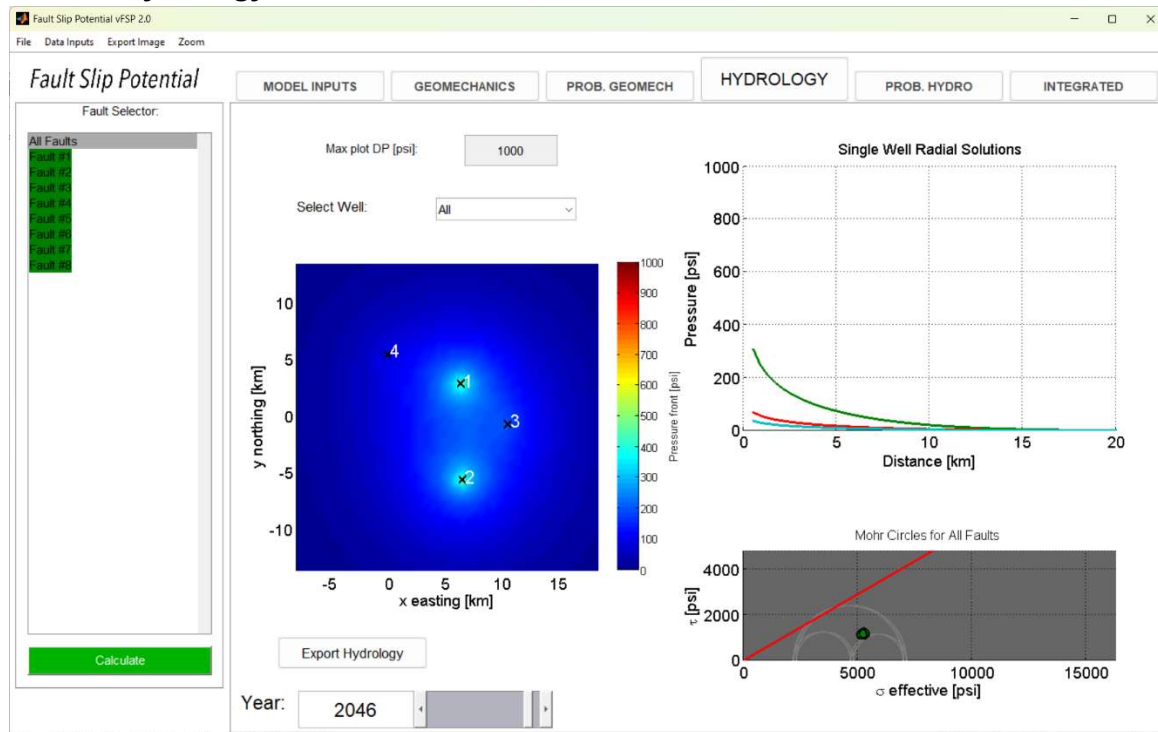 Fault Slip Potential vFSP 2.0
File Data Inputs Export Image Zoom
Fault Slip Potential
MODEL INPUTS GEOMECHANICS PROB. GEOMECH HYDROLOGY PROB. HYDRO INTEGRATED
Fault Selector:
All Faults
Fault #1
Fault #2
Fault #3
Fault #4
Fault #5
Fault #6
Fault #7
Fault #8
Calculate
Max plot DP [psi]: 1000
Select Well: All
10
5
0
-5
-10
y northing [km]
-5 0 5 10 15
x easting [km]
4
1
3
2
1000
900
800
700
600
500
400
300
200
100
0
Pressure front [psi]
Export Hydrology
Year: 2046
Single Well Radial Solutions
1000
800
600
400
200
0
Pressure [psi]
0 5 10 15 20
Distance [km]
Mohr Circles for All Faults
4000
2000
0
τ [psi]
0 5000 10000 15000
σ effective [psi]